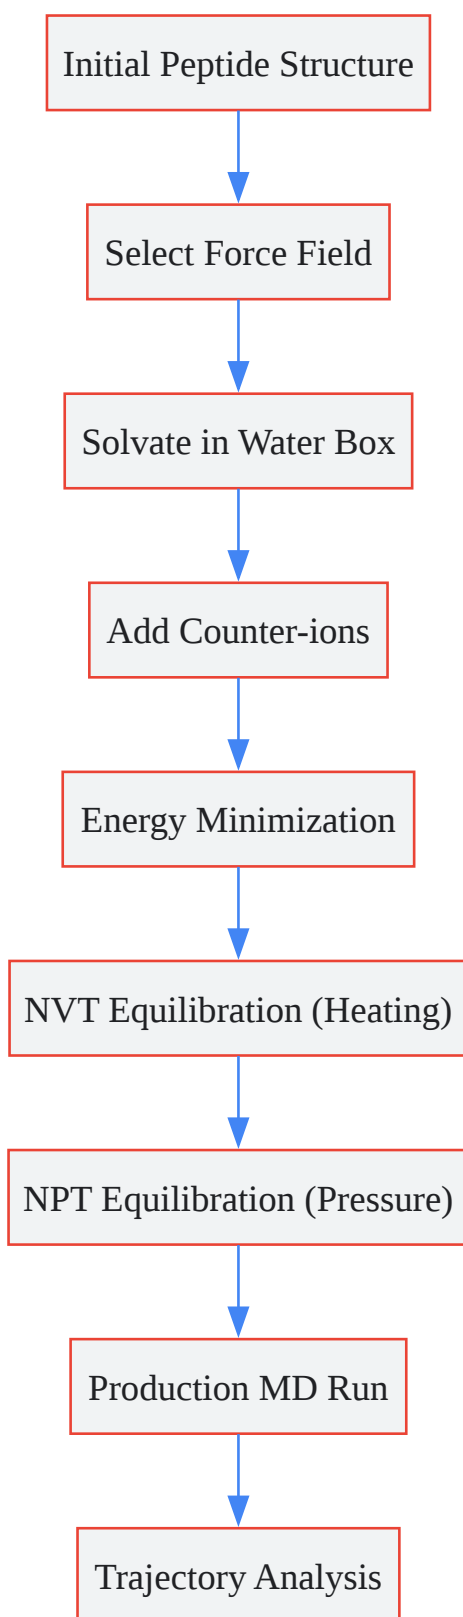 Initial Peptide Structure
Select Force Field
Solvate in Water Box
Add Counter-ions
Energy Minimization
NVT Equilibration (Heating)
NPT Equilibration (Pressure)
Production MD Run
Trajectory Analysis